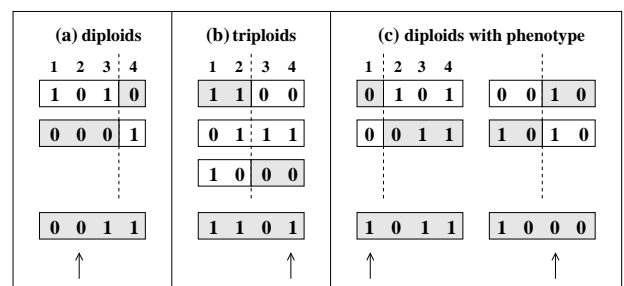 (a) diploids (b) triploids (c) diploids with phenotype
1 2 3 4 1 2 3 4 1 2 3 4
1 0 1 0 1 1 0 0 0 1 0 1 0 0 1 0
0 0 0 1 0 1 1 1 0 0 1 1 1 0 1 0
1 0 0 0
0 0 1 1 1 1 0 1 1 0 1 1 1 0 0 0